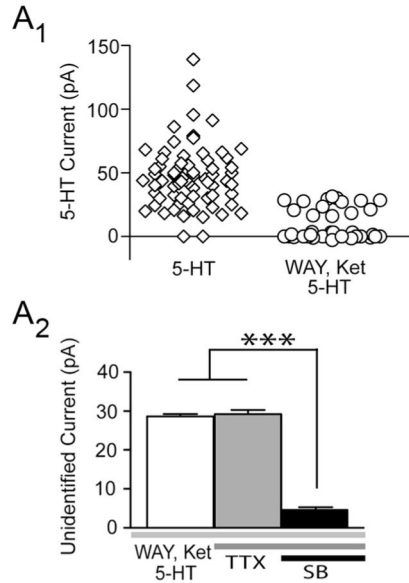 A1
5-HT Current (pA)
150
100
50
0
5-HT
WAY, Ket
5-HT
A2
Unidentified Current (pA)
40
30
20
10
0
***
WAY, Ket
5-HT
TTX
SB